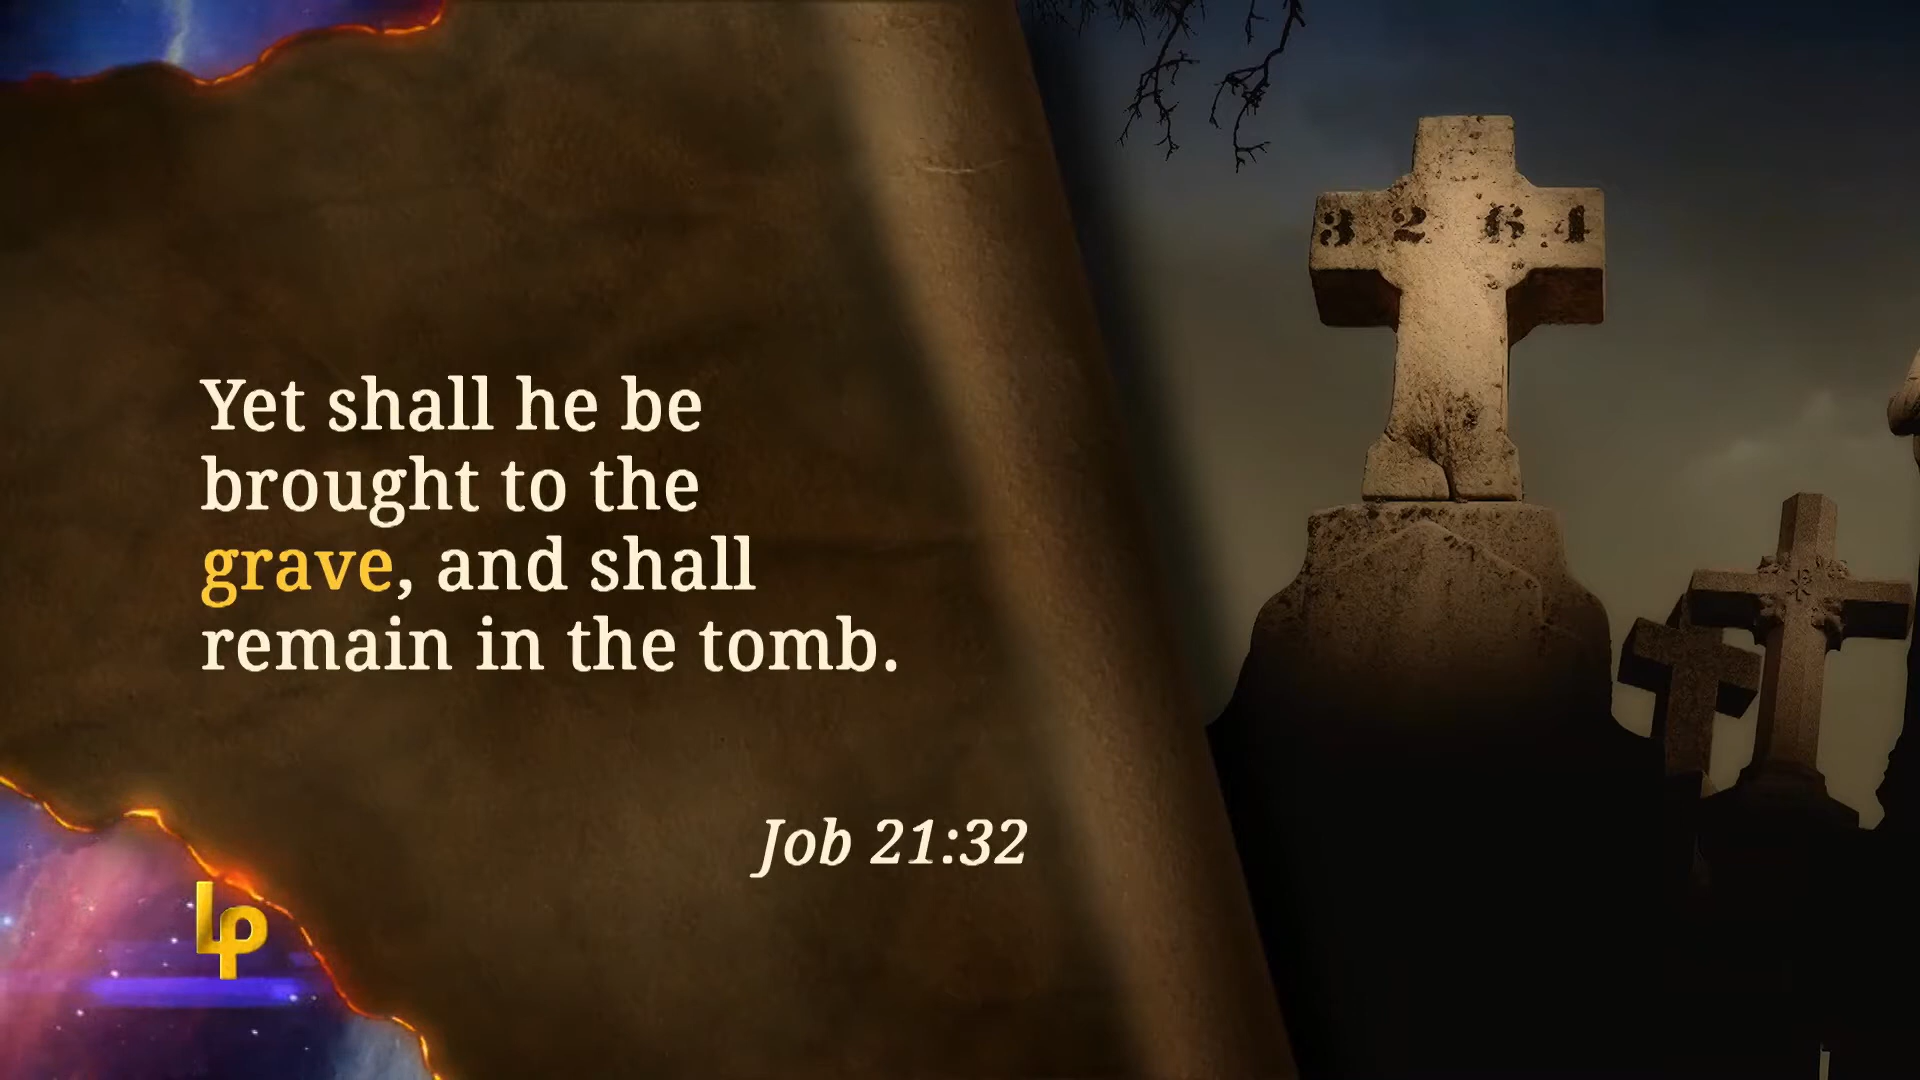 3 2 6 4
Yet shall he be
brought to the
grave, and shall
remain in the tomb.
Job 21:32
LP